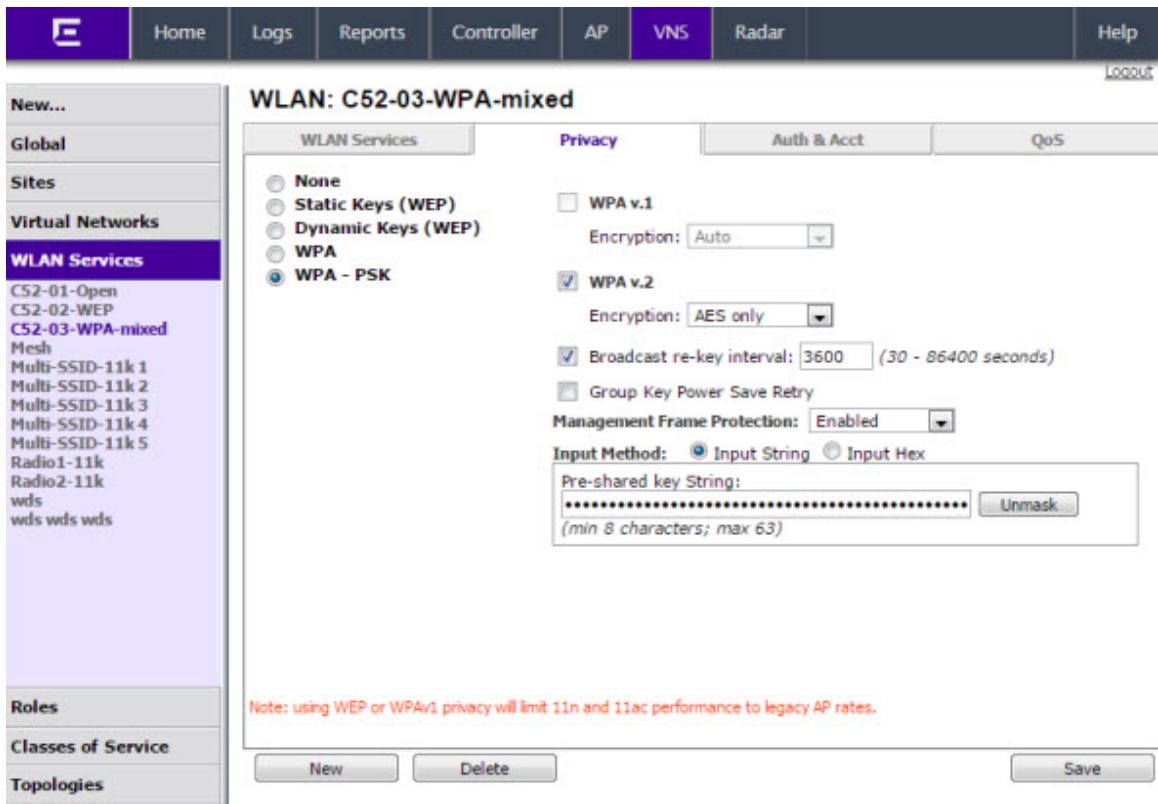 Home Logs Reports Controller AP VNS Radar Help
Logout
New...
Global
Sites
Virtual Networks
WLAN Services
C52-01-Open
C52-02-WEP
C52-03-WPA-mixed
Mesh
Multi-SSID-11k 1
Multi-SSID-11k 2
Multi-SSID-11k 3
Multi-SSID-11k 4
Multi-SSID-11k 5
Radio1-11k
Radio2-11k
wds
wds wds wds
Roles
Classes of Service
Topologies
WLAN: C52-03-WPA-mixed
WLAN Services Privacy Auth & Acct QoS
None
Static Keys (WEP)
Dynamic Keys (WEP)
WPA
WPA - PSK
WPA v.1
Encryption: Auto
WPA v.2
Encryption: AES only
Broadcast re-key interval: 3600 (30 - 86400 seconds)
Group Key Power Save Retry
Management Frame Protection: Enabled
Input Method: Input String Input Hex
Pre-shared key String:
Unmask
(min 8 characters; max 63)
Note: using WEP or WPAv1 privacy will limit 11n and 11ac performance to legacy AP rates.
New Delete Save